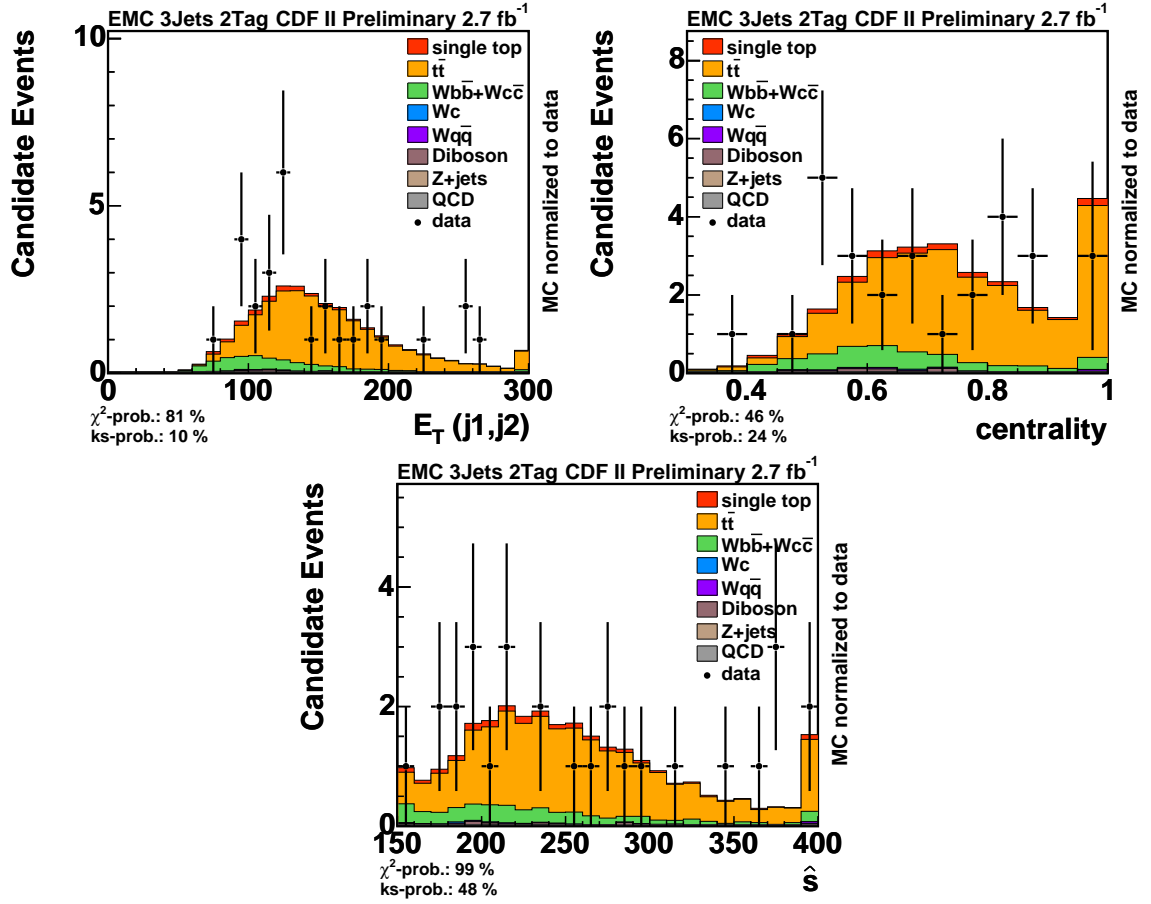 EMC 3Jets 2Tag CDF II Preliminary 2.7 fb⁻¹
Candidate Events
10
5
0
single top
tt̄
Wbb̄+Wcc̄
Wc
Wqq̄
Diboson
Z+jets
QCD
data
MC normalized to data
0
100
200
300
χ²-prob.: 81 %
ks-prob.: 10 %
E_T (j1,j2)
EMC 3Jets 2Tag CDF II Preliminary 2.7 fb⁻¹
Candidate Events
8
6
4
2
0
single top
tt̄
Wbb̄+Wcc̄
Wc
Wqq̄
Diboson
Z+jets
QCD
data
MC normalized to data
0.4
0.6
0.8
1
χ²-prob.: 46 %
ks-prob.: 24 %
centrality
EMC 3Jets 2Tag CDF II Preliminary 2.7 fb⁻¹
Candidate Events
4
2
0
single top
tt̄
Wbb̄+Wcc̄
Wc
Wqq̄
Diboson
Z+jets
QCD
data
MC normalized to data
150
200
250
300
350
400
χ²-prob.: 99 %
ks-prob.: 48 %
ŝ